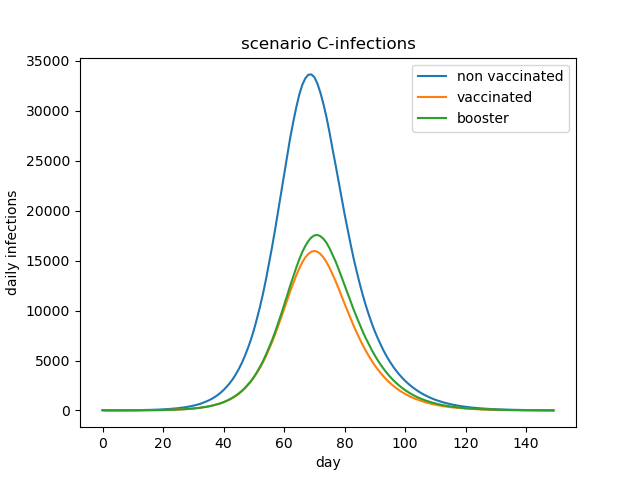 scenario C-infections
non vaccinated
vaccinated
booster
daily infections
35000
30000
25000
20000
15000
10000
5000
0
0 20 40 60 80 100 120 140
day